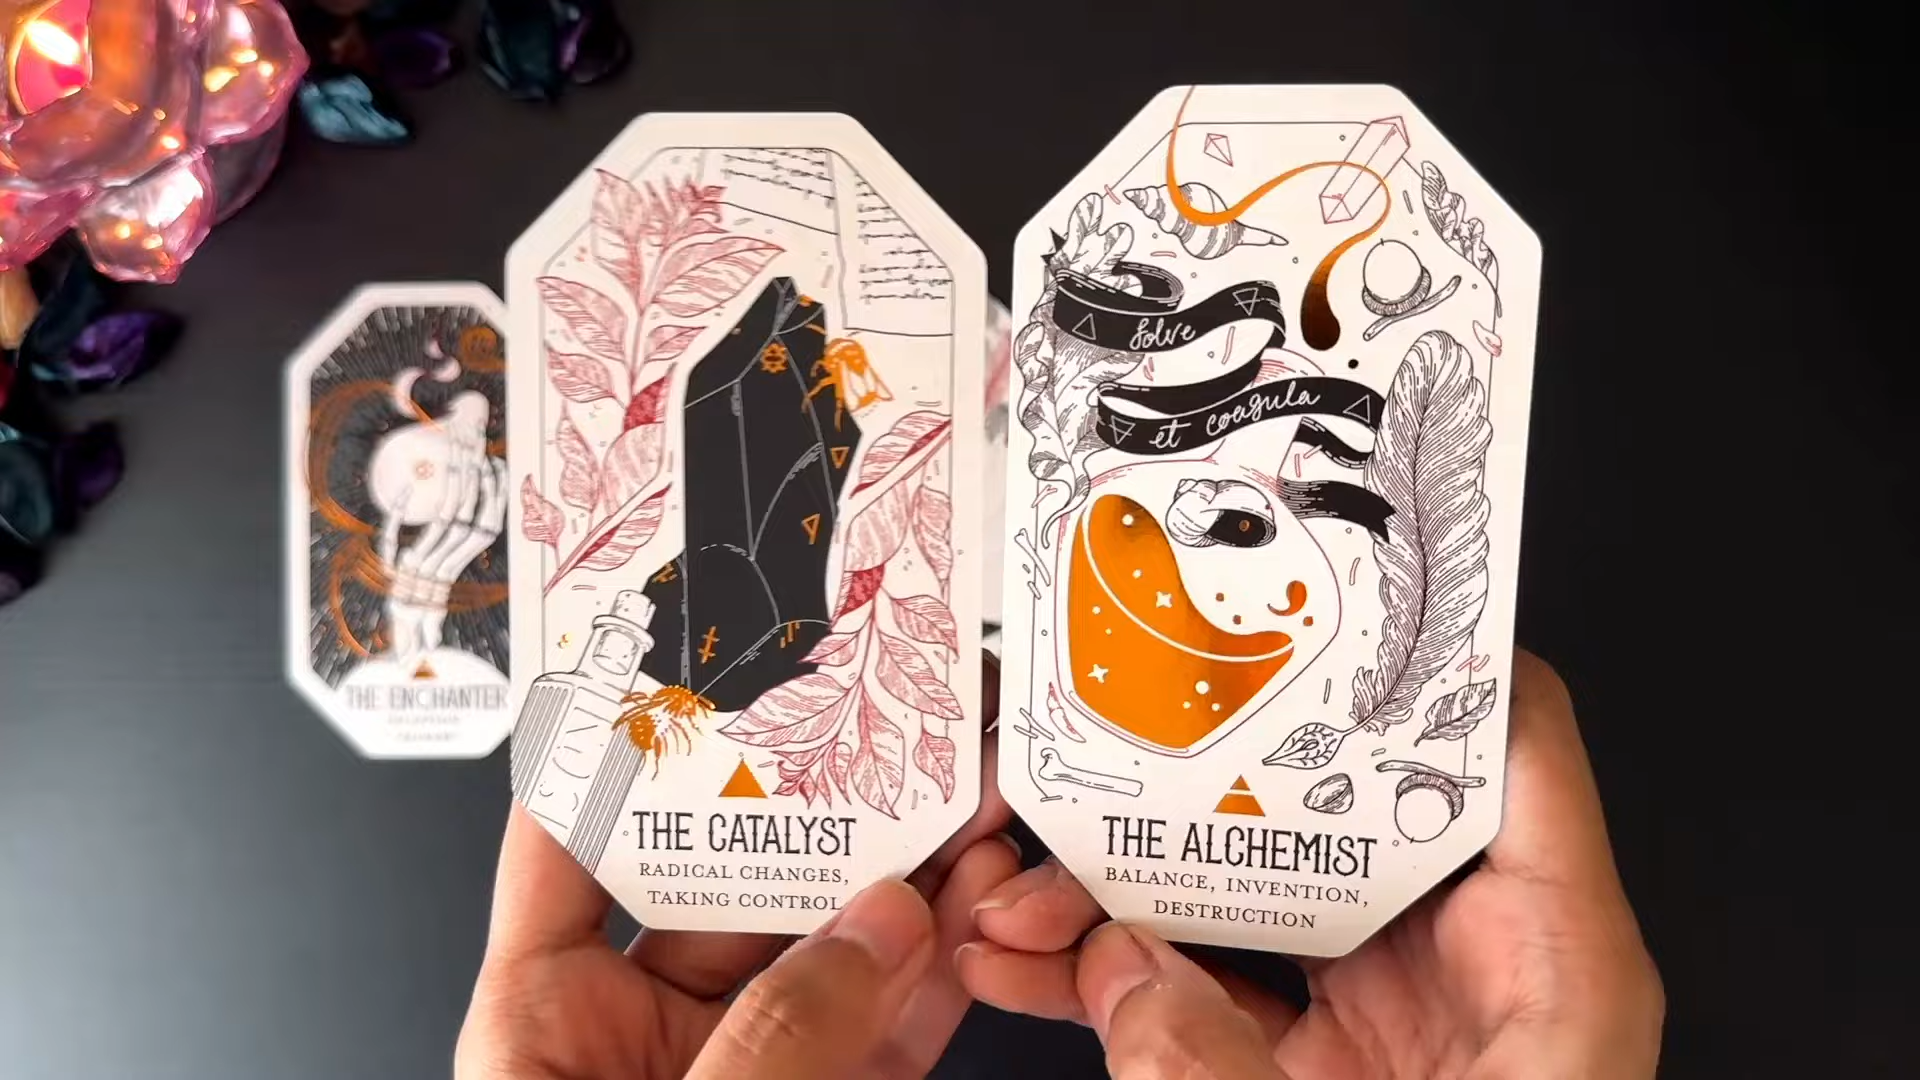 Solve
et coagula
THE ENCHANTER
THE CATALYST
RADICAL CHANGES,
TAKING CONTROL
THE ALCHEMIST
BALANCE, INVENTION,
DESTRUCTION